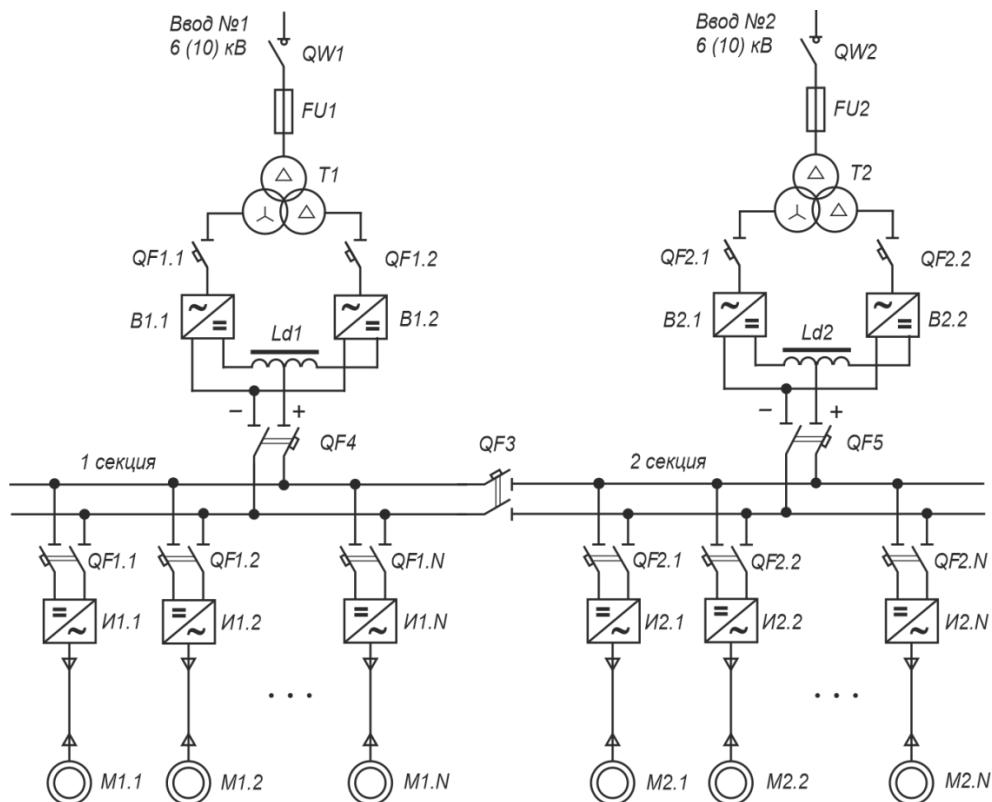 Ввод №1
6 (10) кВ
QW1
FU1
T1
QF1.1
QF1.2
B1.1
B1.2
Ld1
–
+
QF4
1 секция
QF3
Ввод №2
6 (10) кВ
QW2
FU2
T2
QF2.1
QF2.2
B2.1
B2.2
Ld2
–
+
QF5
2 секция
QF1.1
QF1.2
QF1.N
QF2.1
QF2.2
QF2.N
И1.1
И1.2
И1.N
И2.1
И2.2
И2.N
. . .
. . .
M1.1
M1.2
M1.N
M2.1
M2.2
M2.N